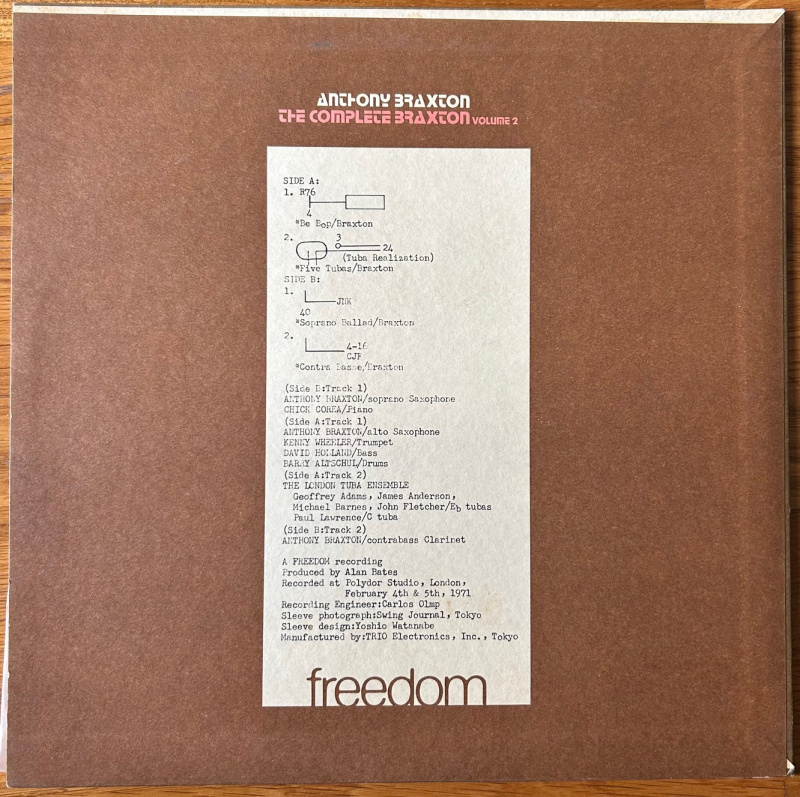 ANTHONY BRAXTON
THE COMPLETE BRAXTON VOLUME 2
SIDE A:
1. R76
4
*Be Bop/Braxton
2. 3
24
(Tuba Realization)
*Five Tubas/Braxton
SIDE B:
1.
JNK
40
*Soprano Ballad/Braxton
2.
4-16
CJF
*Contra Basse/Braxton
(Side B:Track 1)
ANTHONY BRAXTON/soprano Saxophone
CHICK COREA/Piano
(Side A:Track 1)
ANTHONY BRAXTON/alto Saxophone
KENNY WHEELER/Trumpet
DAVID HOLLAND/Bass
BARRY ALTSCHUL/Drums
(Side A:Track 2)
THE LONDON TUBA ENSEMBLE
Geoffrey Adams, James Anderson,
Michael Barnes, John Fletcher/Eb tubas
Paul Lawrence/C tuba
(Side B:Track 2)
ANTHONY BRAXTON/contrabass Clarinet
A FREEDOM recording
Produced by Alan Bates
Recorded at Polydor Studio, London,
February 4th & 5th, 1971
Recording Engineer:Carlos Olmp
Sleeve photograph:Swing Journal, Tokyo
Sleeve design:Yoshio Watanabe
Manufactured by:TRIO Electronics, Inc., Tokyo
freedom